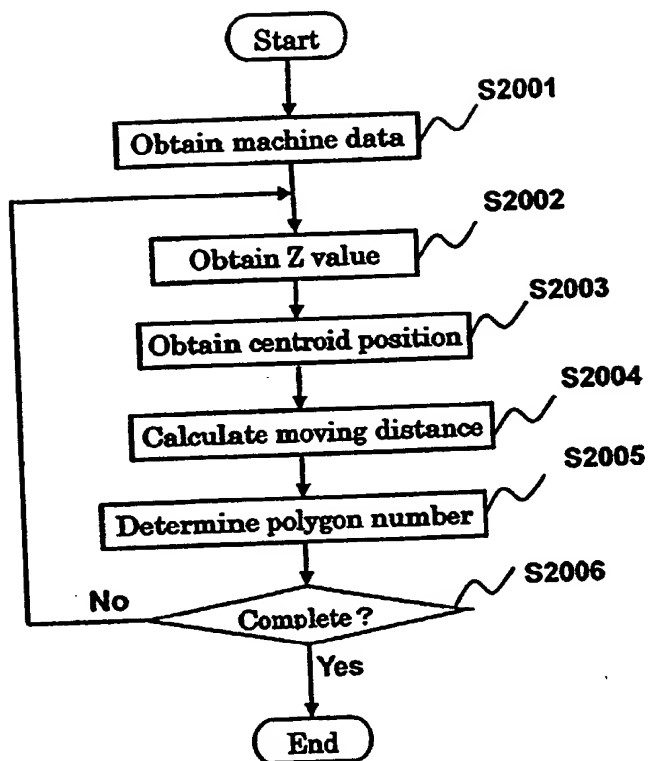 Start
S2001
Obtain machine data
S2002
Obtain Z value
S2003
Obtain centroid position
S2004
Calculate moving distance
S2005
Determine polygon number
S2006
No
Complete?
Yes
End